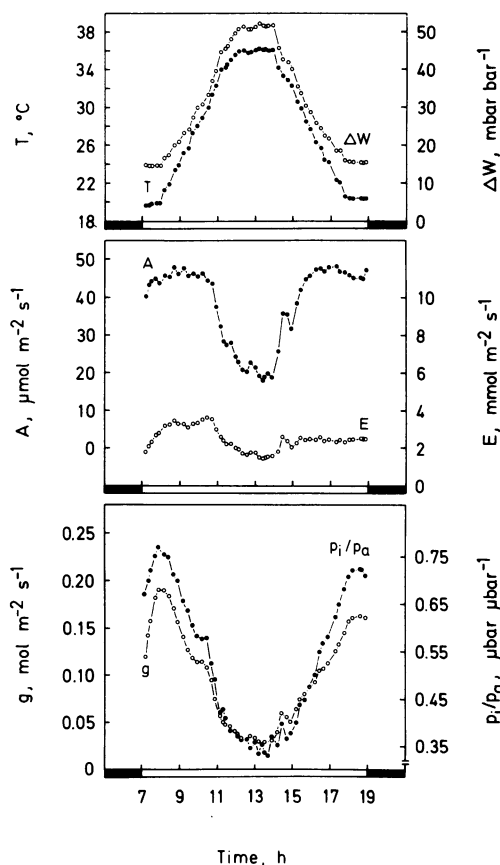 T, °C
38
34
30
26
22
18
T
ΔW
50
40
30
20
10
0
ΔW, mbar bar⁻¹
A, μmol m⁻² s⁻¹
50
40
30
20
10
0
A
E
10
8
6
4
2
0
E, mmol m⁻² s⁻¹
g, mol m⁻² s⁻¹
0.25
0.20
0.15
0.10
0.05
0
g
pᵢ/pₐ
0.75
0.65
0.55
0.45
0.35
pᵢ/pₐ, μbar μbar⁻¹
7 9 11 13 15 17 19
Time, h